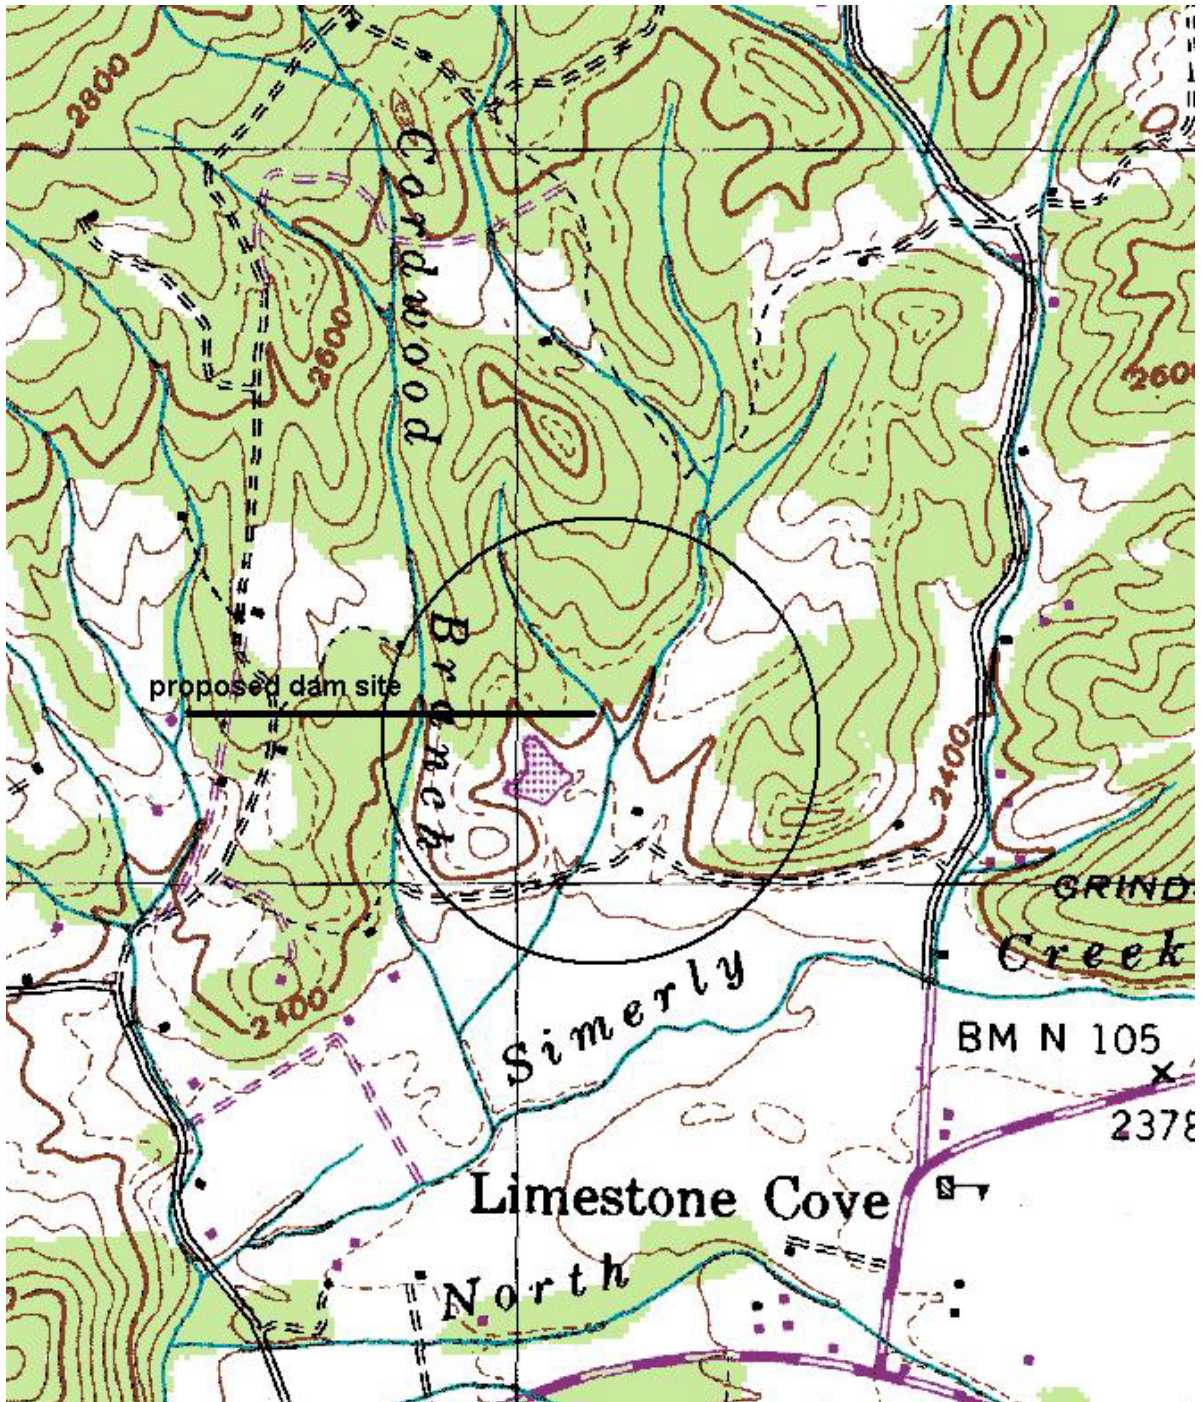 2800
Cordwood
2600
2600
Branch
proposed dam site
2400
GRIND
Creek
Simerly
2400
BM N 105
2378
Limestone Cove
North